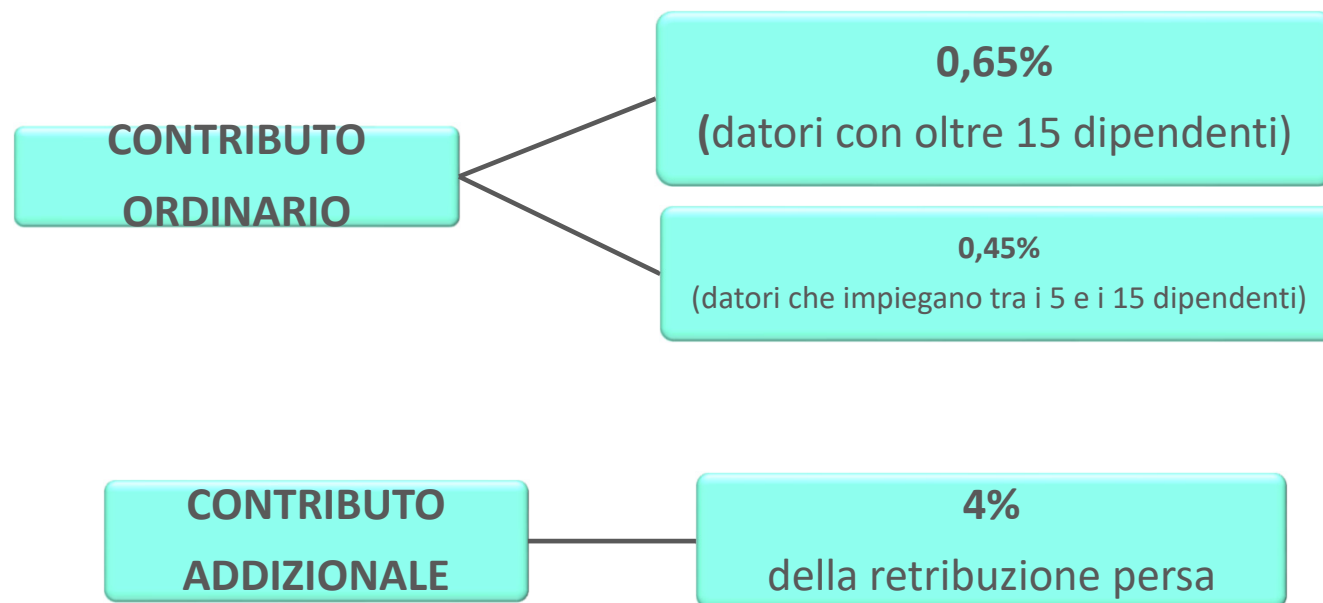 CONTRIBUTO
ORDINARIO
0,65%
(datori con oltre 15 dipendenti)
0,45%
(datori che impiegano tra i 5 e i 15 dipendenti)
CONTRIBUTO
ADDIZIONALE
4%
della retribuzione persa